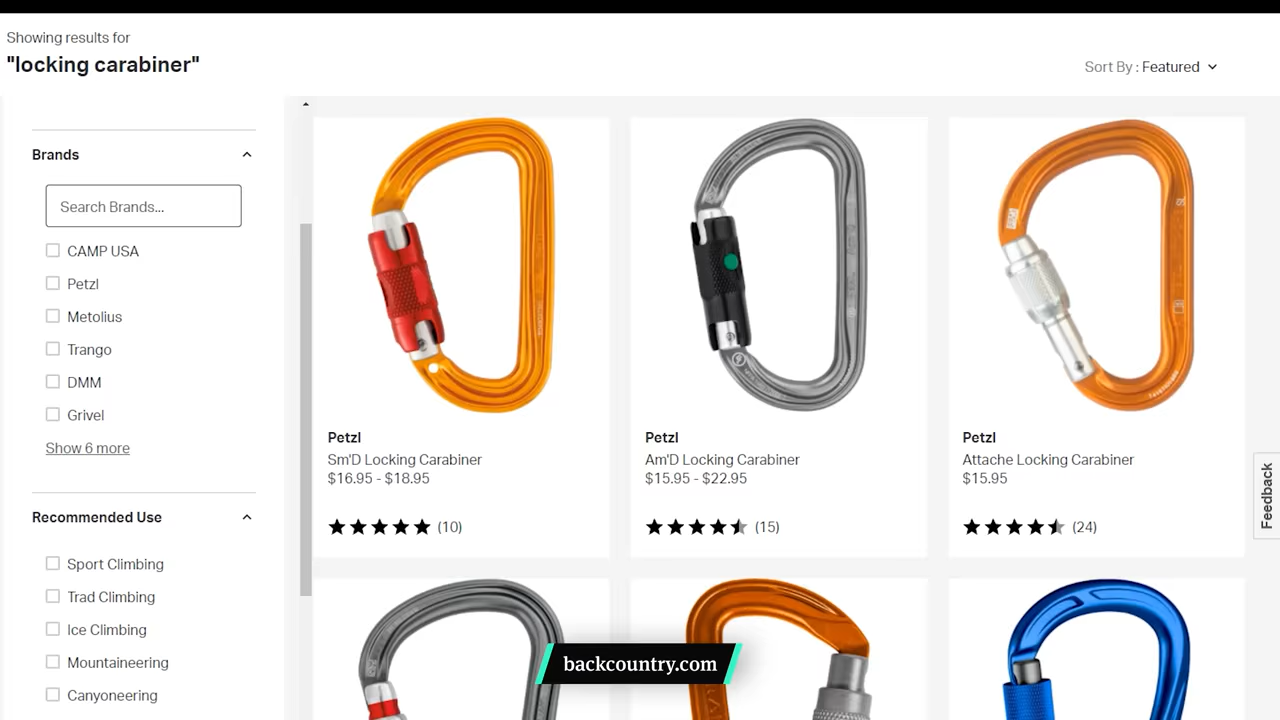 Showing results for
"locking carabiner"
Sort By : Featured
Brands
Search Brands...
CAMP USA
Petzl
Metolius
Trango
DMM
Grivel
Show 6 more
Recommended Use
Sport Climbing
Trad Climbing
Ice Climbing
Mountaineering
Canyoneering
Petzl
Sm'D Locking Carabiner
$16.95 - $18.95
(10)
Petzl
Am'D Locking Carabiner
$15.95 - $22.95
(15)
Petzl
Attache Locking Carabiner
$15.95
(24)
Feedback
backcountry.com